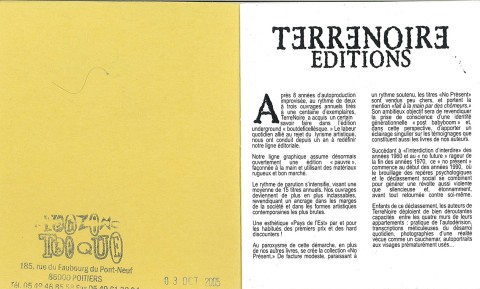 TERRENOIRE
EDITIONS
Après 8 années d'autoproduction
improvisée, au rythme de deux
à trois ouvrages annuels tirés
à une centaine d'exemplaires,
TerreNoire a acquis un certain
savoir faire dans l'édition
underground « Le labeur
quotidien allié au rejet du lyrisme artistique,
nous ont conduit depuis un an à redéfinir
notre ligne éditoriale.
Notre ligne graphique assume désormais
ouvertement une édition « pauvre »,
façonnée à la main et utilisant des matériaux
rugueux et bon marché.
Le rythme de parution s'intensifie, visant une
moyenne de 15 titres annuels. Nos ouvrages
deviennent de plus en plus inclassables,
revendiquant un ancrage dans les marges
de la société et dans les formes artistiques
contemporaines les plus brutes.
Une esthétique «Pays de l'Est» par et pour
les habitués des premiers prix et des hard
discounters !
Au paroxysme de cette démarche, en plus
de nos autres livres, se crée la collection «No
Présent.» De facture modeste, paraissant à
un rythme soutenu, les titres «No Présent»
sont vendus peu chers, et portent la
mention «fait à la main par des chômeurs.»
Son ambitieux objectif sera de revendiquer
la prise de conscience d'une identité
générationnelle «post babyboom» et,
dans cette perspective, d'apporter un
éclairage singulier sur les témoignages que
constituent aussi les livres de nos auteurs.
Succédant à «l'interdiction d'interdire» des
années 1960 et au «no future» rageur de la
fin des années 1970, ce «no présent»
commence au début des années 1990, où
le brouillage des repères psychologiques
et le déclassement social se combinent
pour générer une révolte aussi violente
que silencieuse et, étonnamment,
avant tout retournée contre soi-même.
Enfants de ce déclassement, les auteurs de
TerreNoire déploient de bien déroutantes
capacités entre les quatre murs de leurs
appartements : pratique de l'autodérision,
transcriptions méticuleuses du désarroi
quotidien, photographies d'une réalité
vécue comme un cauchemar, autoportraits
aux visages prématurément usés...
185, rue du Faubourg du Pont-Neuf
86000 POITIERS
03 OCT 2005